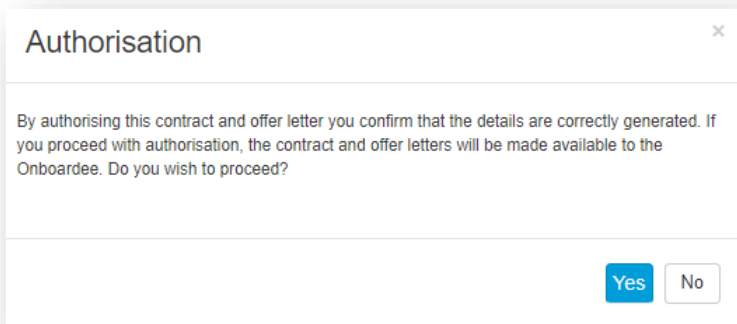 Authorisation
×
By authorising this contract and offer letter you confirm that the details are correctly generated. If
you proceed with authorisation, the contract and offer letters will be made available to the
Onboardee. Do you wish to proceed?
Yes No